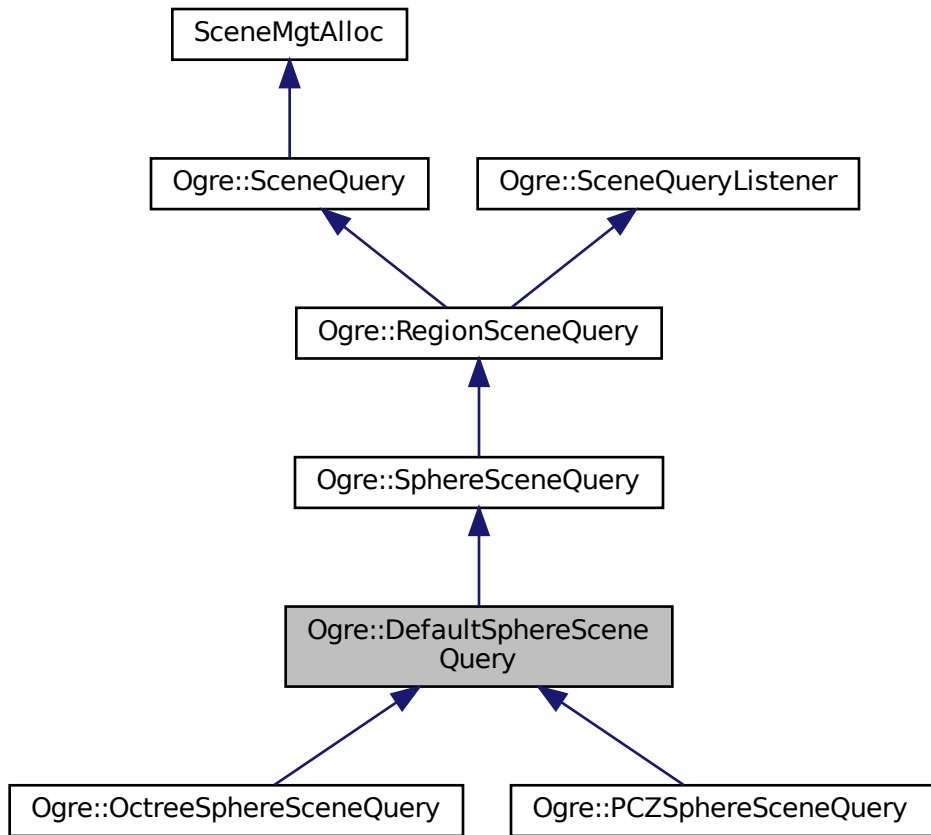 SceneMgtAlloc
Ogre::SceneQuery
Ogre::SceneQueryListener
Ogre::RegionSceneQuery
Ogre::SphereSceneQuery
Ogre::DefaultSphereScene
Query
Ogre::OctreeSphereSceneQuery
Ogre::PCZSphereSceneQuery